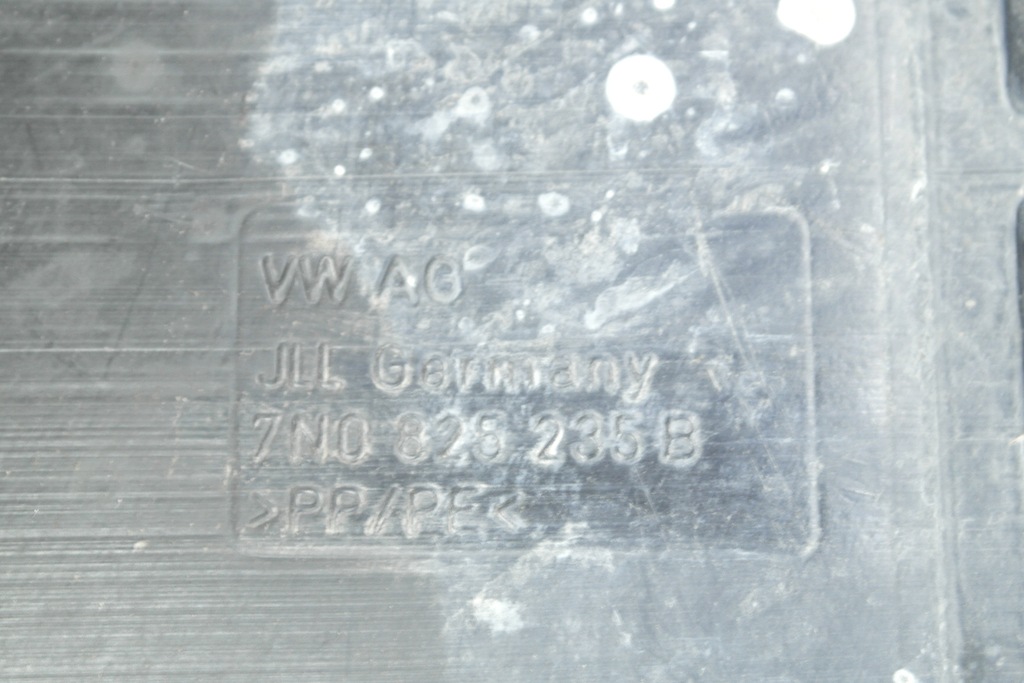 VW AG
JLL Germany
7N0 825 235 B
>PP/PE<